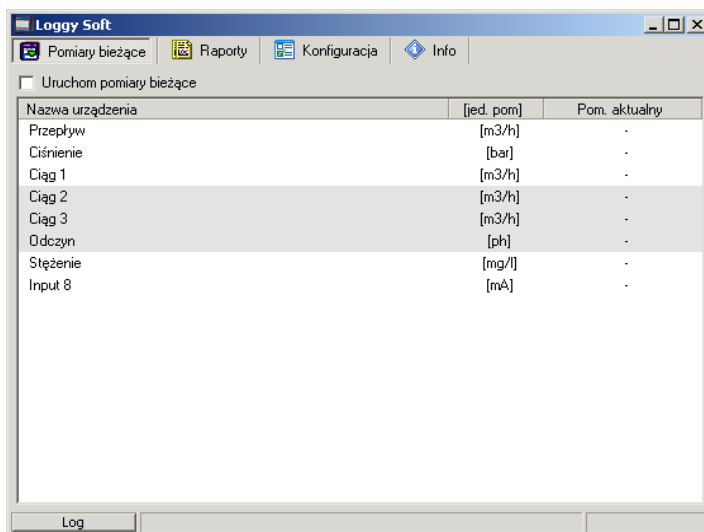 Loggy Soft
Pomiary bieżące Raporty Konfiguracja Info
Uruchom pomiary bieżące
Nazwa urządzenia [jed. pom] Pom. aktualny
Przepływ [m3/h] -
Ciśnienie [bar] -
Ciąg 1 [m3/h] -
Ciąg 2 [m3/h] -
Ciąg 3 [m3/h] -
Odczyn [ph] -
Stężenie [mg/l] -
Input 8 [mA] -
Log